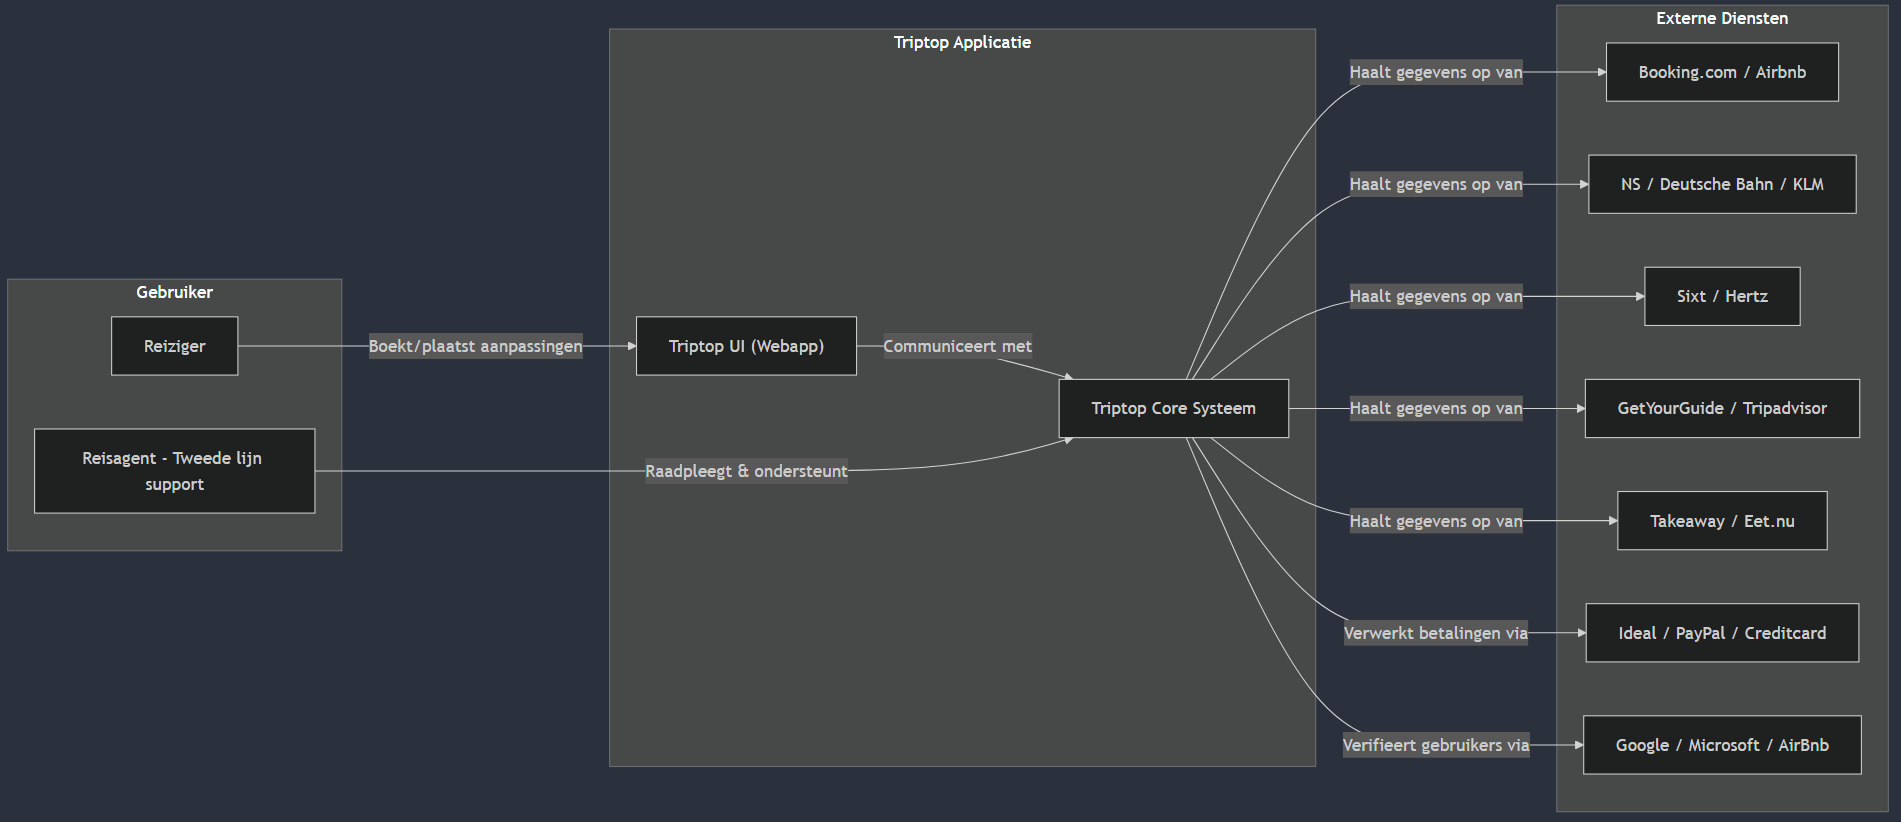 Gebruiker
Reiziger
Reisagent - Tweede lijn
support
Boekt/plaatst aanpassingen
Raadpleegt & ondersteunt
Triptop Applicatie
Triptop UI (Webapp)
Communiceert met
Triptop Core Systeem
Haalt gegevens op van
Haalt gegevens op van
Haalt gegevens op van
Haalt gegevens op van
Haalt gegevens op van
Verwerkt betalingen via
Verifieert gebruikers via
Externe Diensten
Booking.com / Airbnb
NS / Deutsche Bahn / KLM
Sixt / Hertz
GetYourGuide / Tripadvisor
Takeaway / Eet.nu
Ideal / PayPal / Creditcard
Google / Microsoft / AirBnb